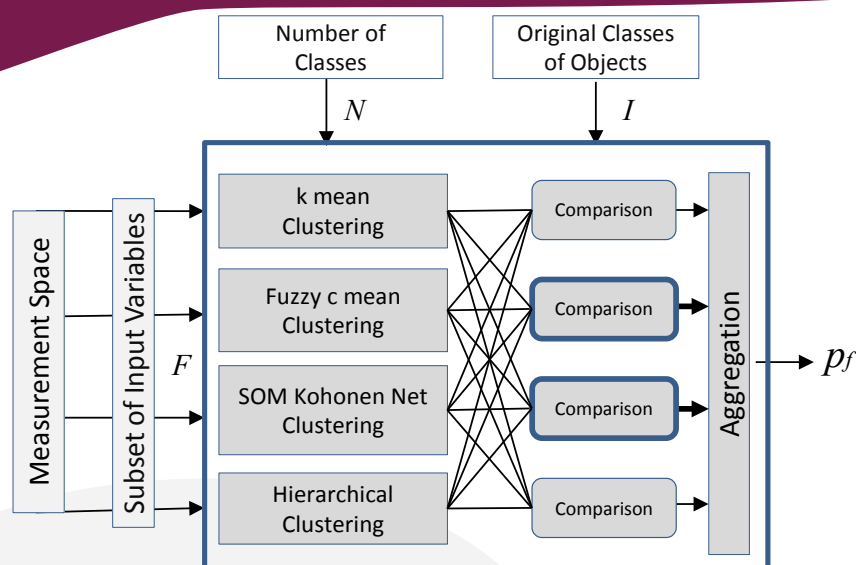 Number of
Classes
Original Classes
of Objects
N
I
Measurement Space
Subset of Input Variables
F
k mean
Clustering
Fuzzy c mean
Clustering
SOM Kohonen Net
Clustering
Hierarchical
Clustering
Comparison
Comparison
Comparison
Comparison
Aggregation
pf